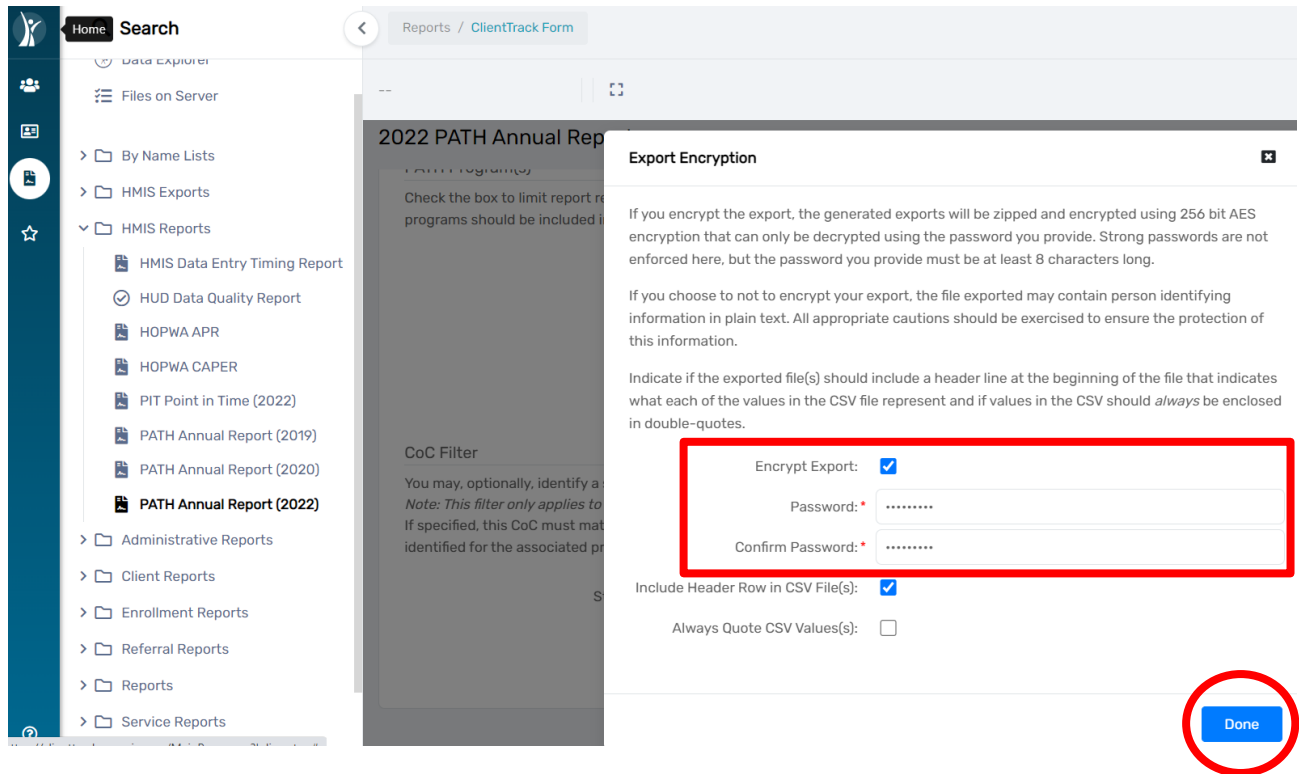 Home
Search
Reports / ClientTrack Form
Data Explorer
Files on Server
--
By Name Lists
HMIS Exports
HMIS Reports
HMIS Data Entry Timing Report
HUD Data Quality Report
HOPWA APR
HOPWA CAPER
PIT Point in Time (2022)
PATH Annual Report (2019)
PATH Annual Report (2020)
PATH Annual Report (2022)
Administrative Reports
Client Reports
Enrollment Reports
Referral Reports
Reports
Service Reports
2022 PATH Annual Rep
PATH Program(s)
Check the box to limit report re
programs should be included i
CoC Filter
You may, optionally, identify a
Note: This filter only applies to
If specified, this CoC must mat
identified for the associated pr
Export Encryption
If you encrypt the export, the generated exports will be zipped and encrypted using 256 bit AES
encryption that can only be decrypted using the password you provide. Strong passwords are not
enforced here, but the password you provide must be at least 8 characters long.
If you choose to not to encrypt your export, the file exported may contain person identifying
information in plain text. All appropriate cautions should be exercised to ensure the protection of
this information.
Indicate if the exported file(s) should include a header line at the beginning of the file that indicates
what each of the values in the CSV file represent and if values in the CSV should always be enclosed
in double-quotes.
Encrypt Export:
Password:* •••••••••
Confirm Password:* •••••••••
Include Header Row in CSV File(s):
Always Quote CSV Values(s):
Done